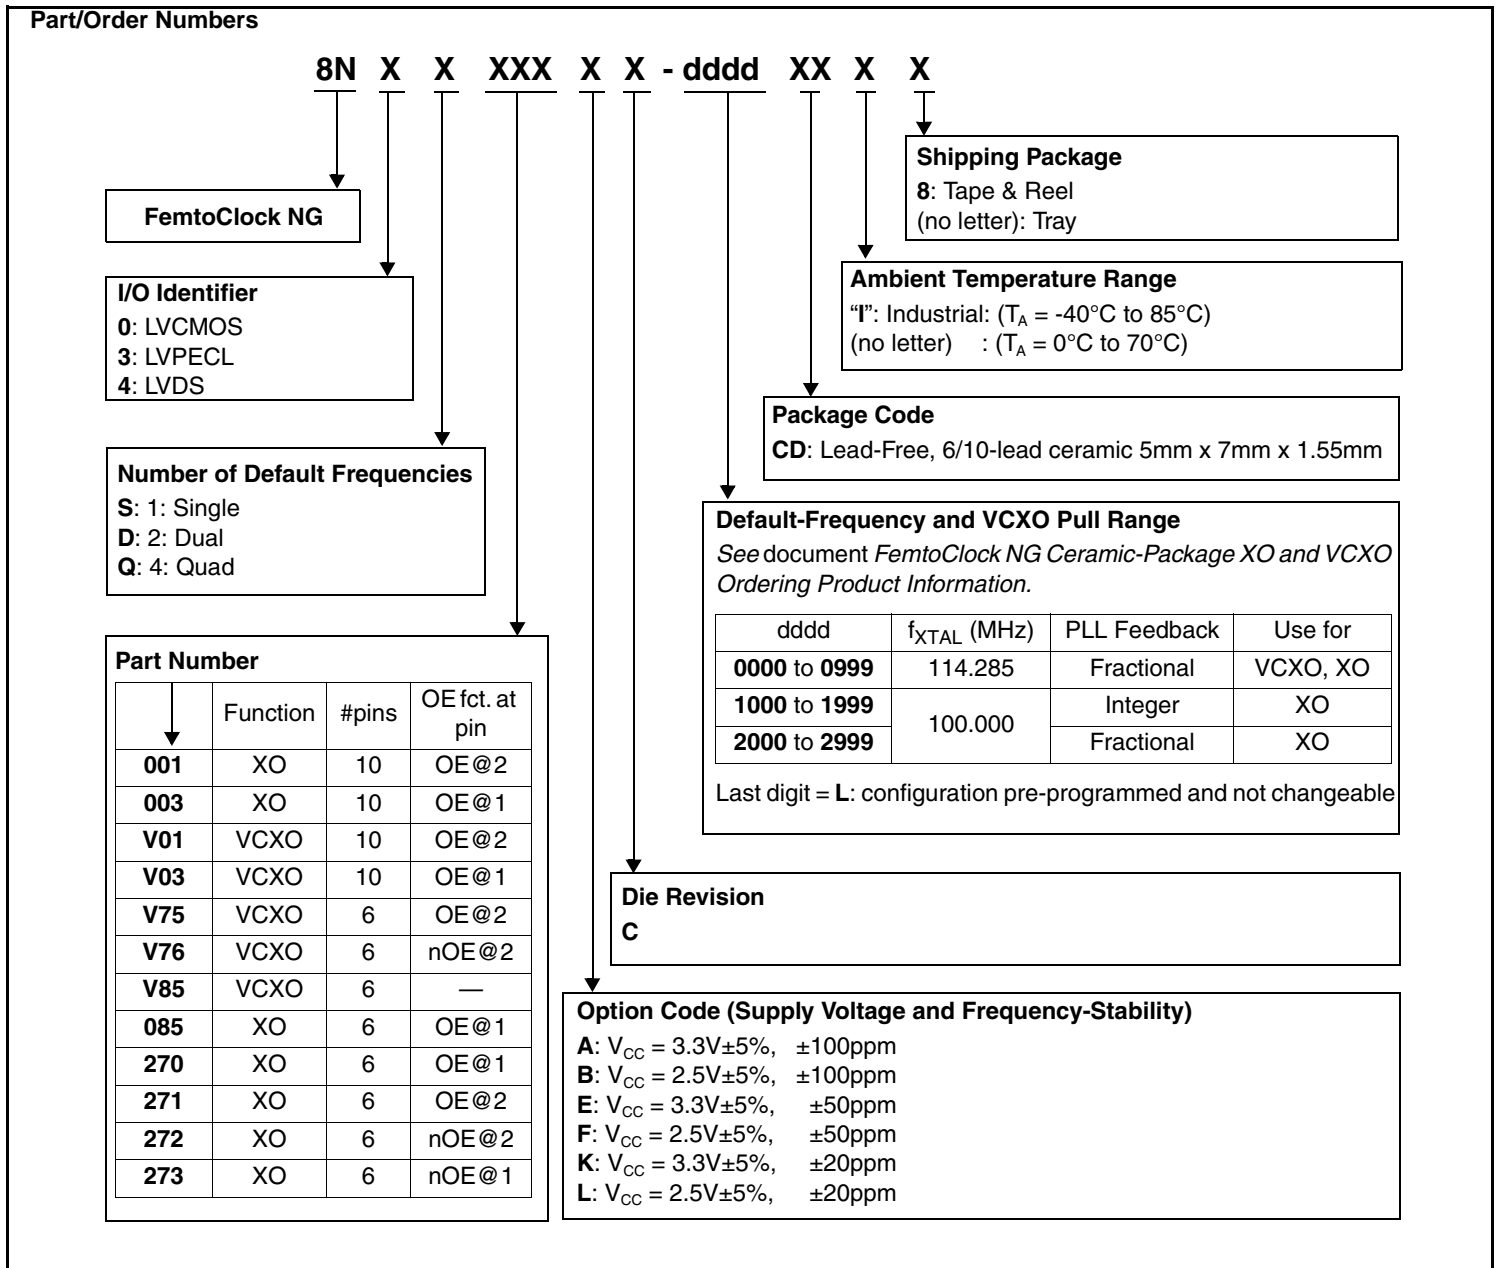 Part/Order Numbers
8N X X XXX X X - dddd XX X X
Shipping Package
8: Tape & Reel
(no letter): Tray
FemtoClock NG
Ambient Temperature Range
“I”: Industrial: (TA = -40°C to 85°C)
(no letter) : (TA = 0°C to 70°C)
I/O Identifier
0: LVCMOS
3: LVPECL
4: LVDS
Package Code
CD: Lead-Free, 6/10-lead ceramic 5mm x 7mm x 1.55mm
Number of Default Frequencies
S: 1: Single
D: 2: Dual
Q: 4: Quad
Default-Frequency and VCXO Pull Range
See document FemtoClock NG Ceramic-Package XO and VCXO
Ordering Product Information.
dddd fXTAL (MHz) PLL Feedback Use for
0000 to 0999 114.285 Fractional VCXO, XO
1000 to 1999 100.000 Integer XO
2000 to 2999 Fractional XO
Last digit = L: configuration pre-programmed and not changeable
Part Number
Function #pins OE fct. at
pin
001 XO 10 OE@2
003 XO 10 OE@1
V01 VCXO 10 OE@2
V03 VCXO 10 OE@1
V75 VCXO 6 OE@2
V76 VCXO 6 nOE@2
V85 VCXO 6 —
085 XO 6 OE@1
270 XO 6 OE@1
271 XO 6 OE@2
272 XO 6 nOE@2
273 XO 6 nOE@1
Die Revision
C
Option Code (Supply Voltage and Frequency-Stability)
A: VCC = 3.3V±5%, ±100ppm
B: VCC = 2.5V±5%, ±100ppm
E: VCC = 3.3V±5%, ±50ppm
F: VCC = 2.5V±5%, ±50ppm
K: VCC = 3.3V±5%, ±20ppm
L: VCC = 2.5V±5%, ±20ppm